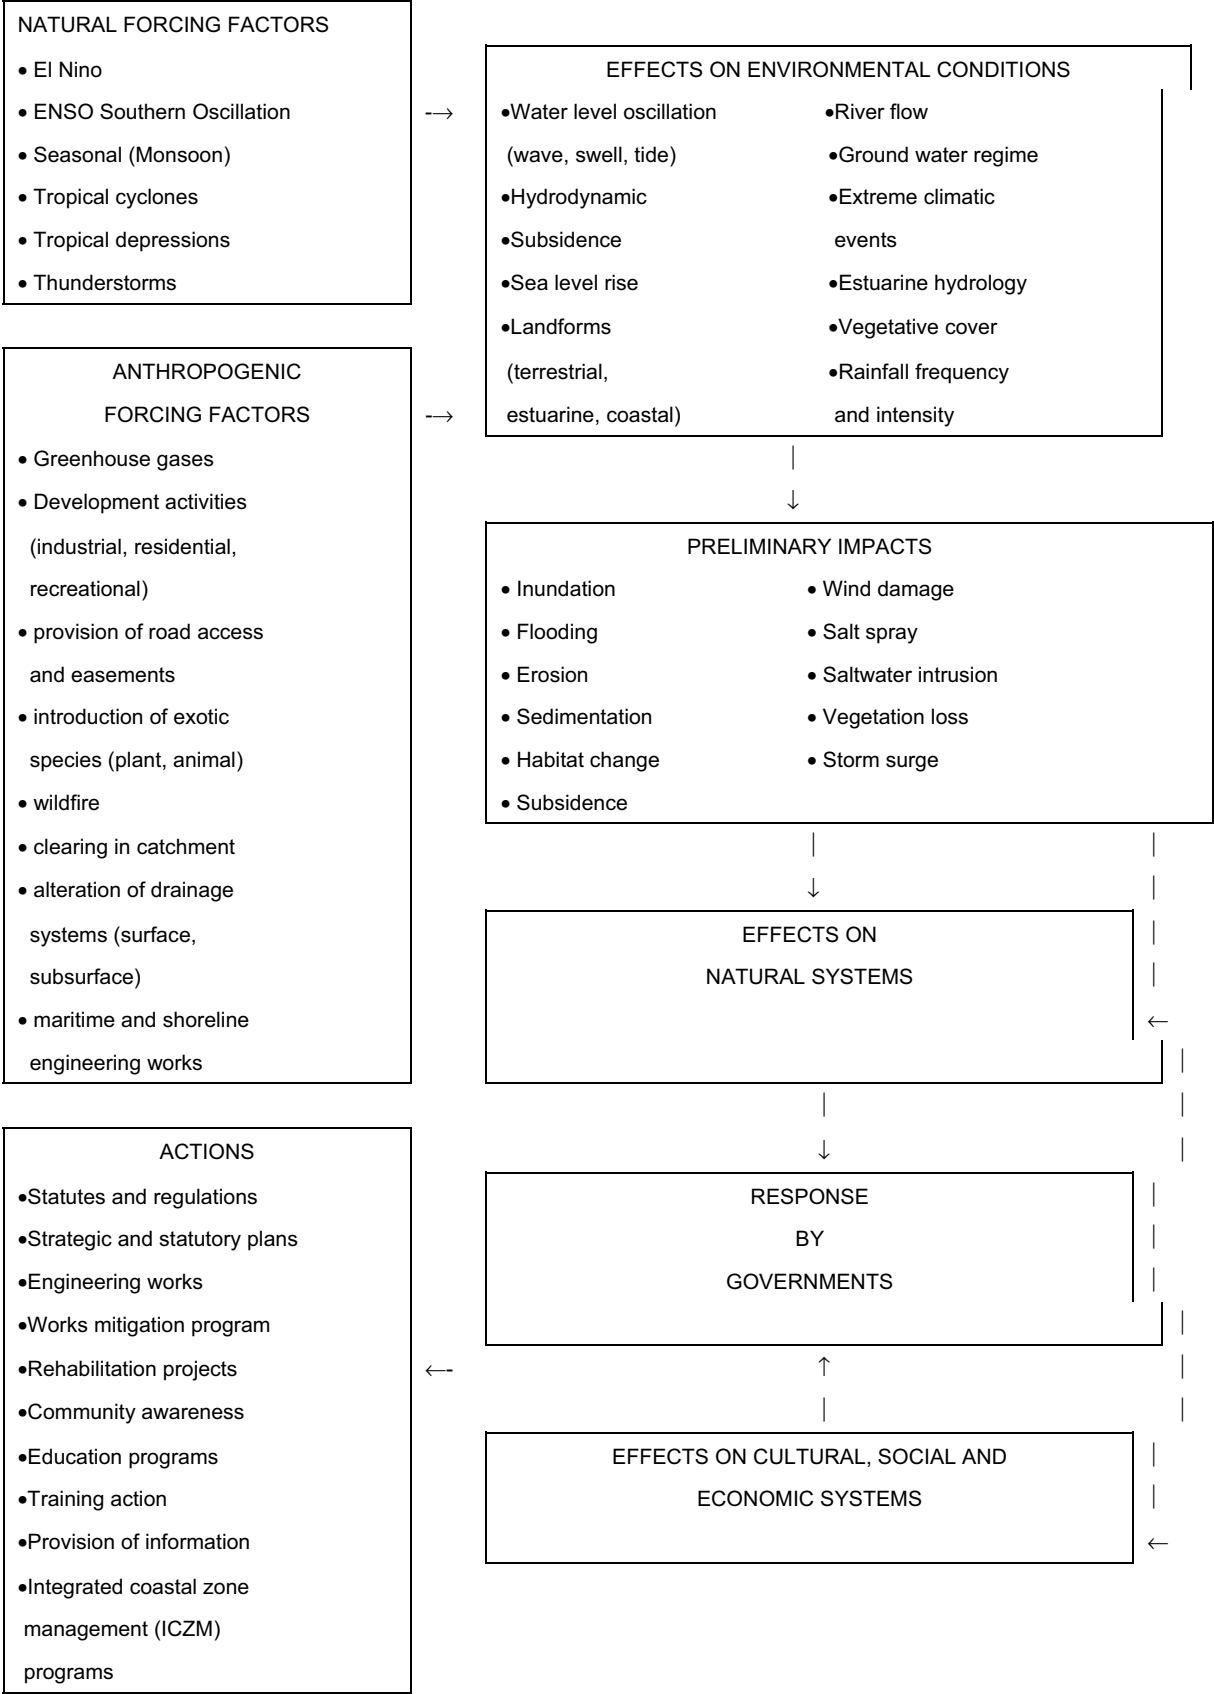 NATURAL FORCING FACTORS
• El Nino
• ENSO Southern Oscillation
• Seasonal (Monsoon)
• Tropical cyclones
• Tropical depressions
• Thunderstorms
-→
EFFECTS ON ENVIRONMENTAL CONDITIONS
•Water level oscillation
(wave, swell, tide)
•Hydrodynamic
•Subsidence
•Sea level rise
•Landforms
(terrestrial,
estuarine, coastal)
•River flow
•Ground water regime
•Extreme climatic
events
•Estuarine hydrology
•Vegetative cover
•Rainfall frequency
and intensity
ANTHROPOGENIC
FORCING FACTORS
• Greenhouse gases
• Development activities
(industrial, residential,
recreational)
• provision of road access
and easements
• introduction of exotic
species (plant, animal)
• wildfire
• clearing in catchment
• alteration of drainage
systems (surface,
subsurface)
• maritime and shoreline
engineering works
-→
|
↓
PRELIMINARY IMPACTS
• Inundation
• Flooding
• Erosion
• Sedimentation
• Habitat change
• Subsidence
• Wind damage
• Salt spray
• Saltwater intrusion
• Vegetation loss
• Storm surge
|
↓
EFFECTS ON
NATURAL SYSTEMS
←
|
↓
RESPONSE
BY
GOVERNMENTS
↑
|
EFFECTS ON CULTURAL, SOCIAL AND
ECONOMIC SYSTEMS
←
←-
ACTIONS
•Statutes and regulations
•Strategic and statutory plans
•Engineering works
•Works mitigation program
•Rehabilitation projects
•Community awareness
•Education programs
•Training action
•Provision of information
•Integrated coastal zone
management (ICZM)
programs